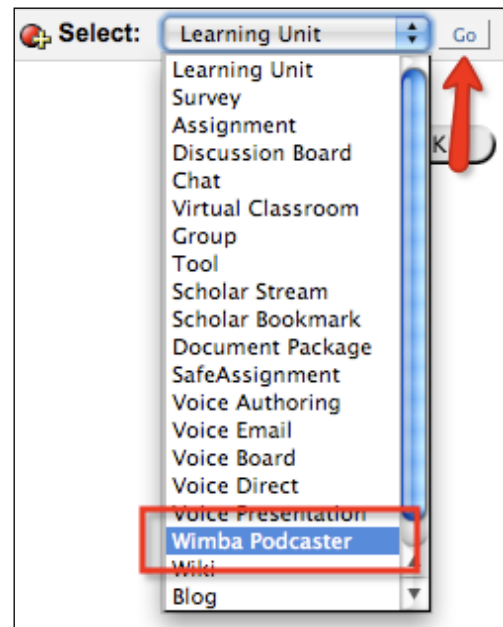 Select: Learning Unit Go
Learning Unit
Survey
Assignment
Discussion Board
K
Chat
Virtual Classroom
Group
Tool
Scholar Stream
Scholar Bookmark
Document Package
SafeAssignment
Voice Authoring
Voice Email
Voice Board
Voice Direct
Voice Presentation
Wimba Podcaster
Wiki
Blog